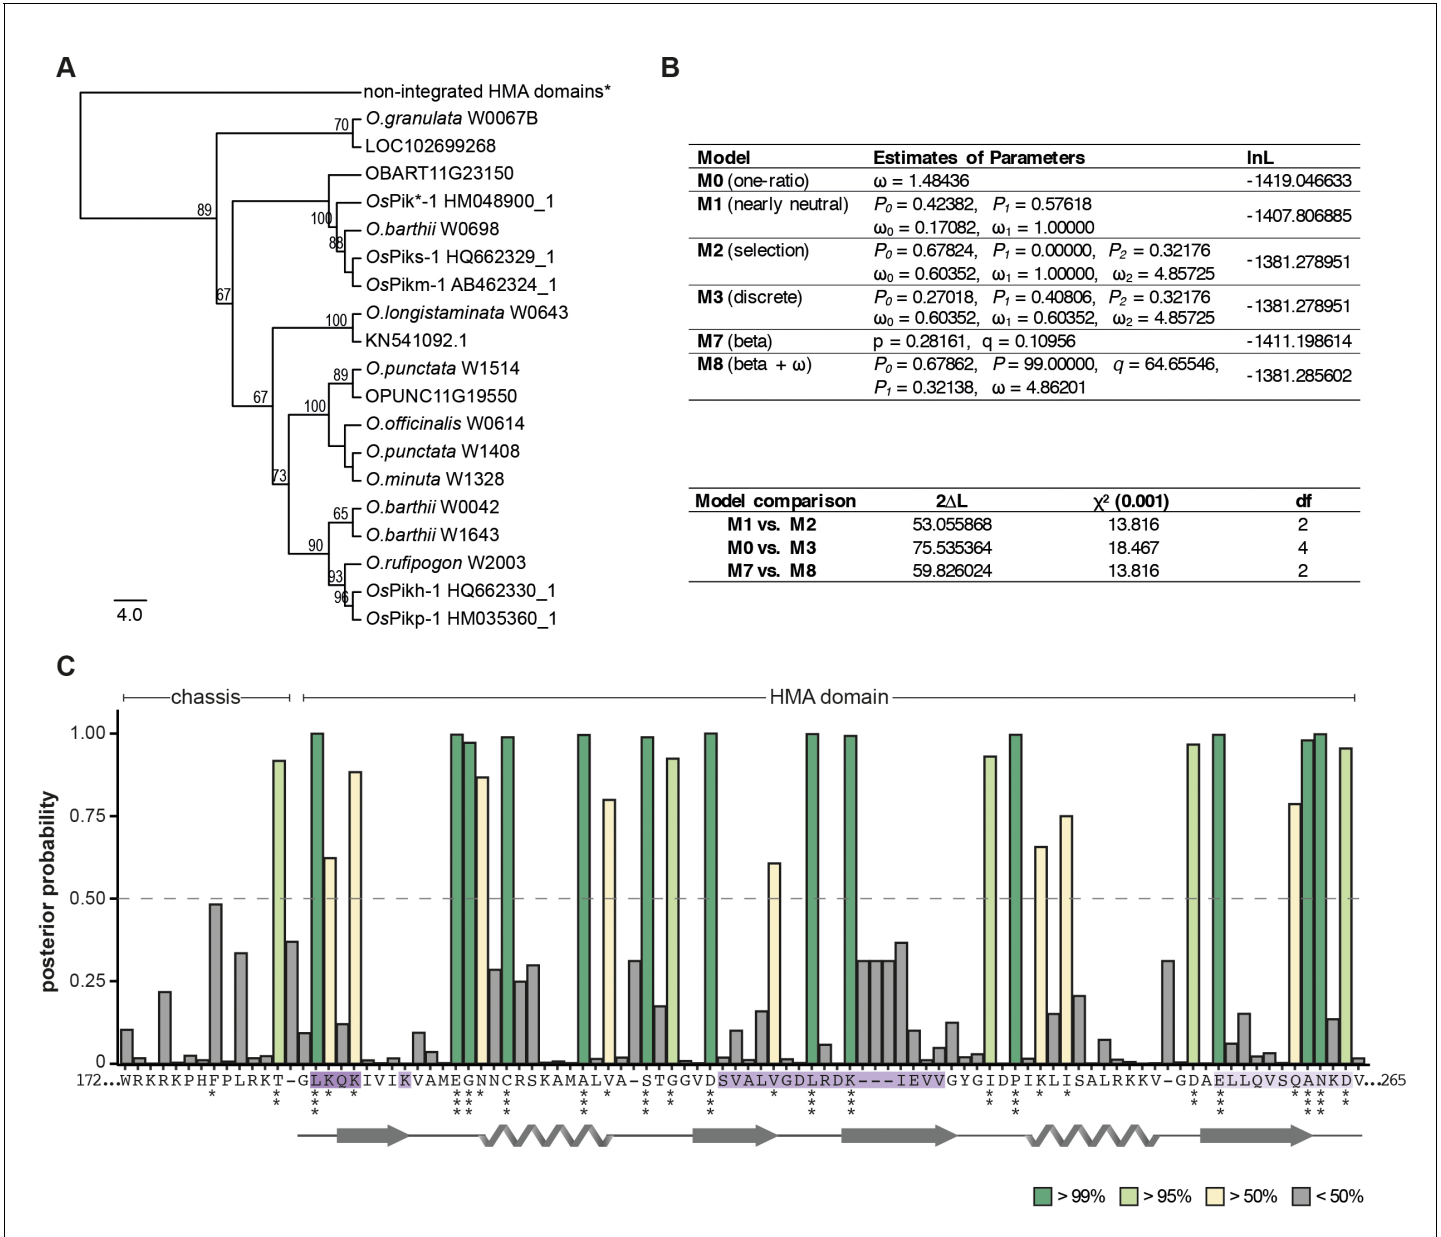 A
non-integrated HMA domains*
O.granulata W0067B
LOC102699268
OBART11G23150
OsPik*-1 HM048900_1
O.barthii W0698
OsPiks-1 HQ662329_1
OsPikm-1 AB462324_1
O.longistaminata W0643
KN541092.1
O.punctata W1514
OPUNC11G19550
O.officinalis W0614
O.punctata W1408
O.minuta W1328
O.barthii W0042
O.barthii W1643
O.rufipogon W2003
OsPikh-1 HQ662330_1
OsPikp-1 HM035360_1
70
89
100
88
67
100
67
89
100
73
65
90
93
96
4.0
B
Model Estimates of Parameters lnL
M0 (one-ratio) ω = 1.48436 -1419.046633
M1 (nearly neutral) P0 = 0.42382, P1 = 0.57618 -1407.806885
ω0 = 0.17082, ω1 = 1.00000
M2 (selection) P0 = 0.67824, P1 = 0.00000, P2 = 0.32176 -1381.278951
ω0 = 0.60352, ω1 = 1.00000, ω2 = 4.85725
M3 (discrete) P0 = 0.27018, P1 = 0.40806, P2 = 0.32176 -1381.278951
ω0 = 0.60352, ω1 = 0.60352, ω2 = 4.85725
M7 (beta) p = 0.28161, q = 0.10956 -1411.198614
M8 (beta + ω) P0 = 0.67862, P = 99.00000, q = 64.65546, -1381.285602
P1 = 0.32138, ω = 4.86201
Model comparison 2ΔL χ² (0.001) df
M1 vs. M2 53.055868 13.816 2
M0 vs. M3 75.535364 18.467 4
M7 vs. M8 59.826024 13.816 2
C
chassis HMA domain
posterior probability
1.00
0.75
0.50
0.25
0
172...WRKRKPHFPLRKT-GLKQKIVIKVAMEGNNCRSKAMALVA-STGGVDSVALVGDLRDK---IEVVGYGIDPIKLISALRKKV-GDAELLQVSQANKDV...265
> 99% > 95% > 50% < 50%